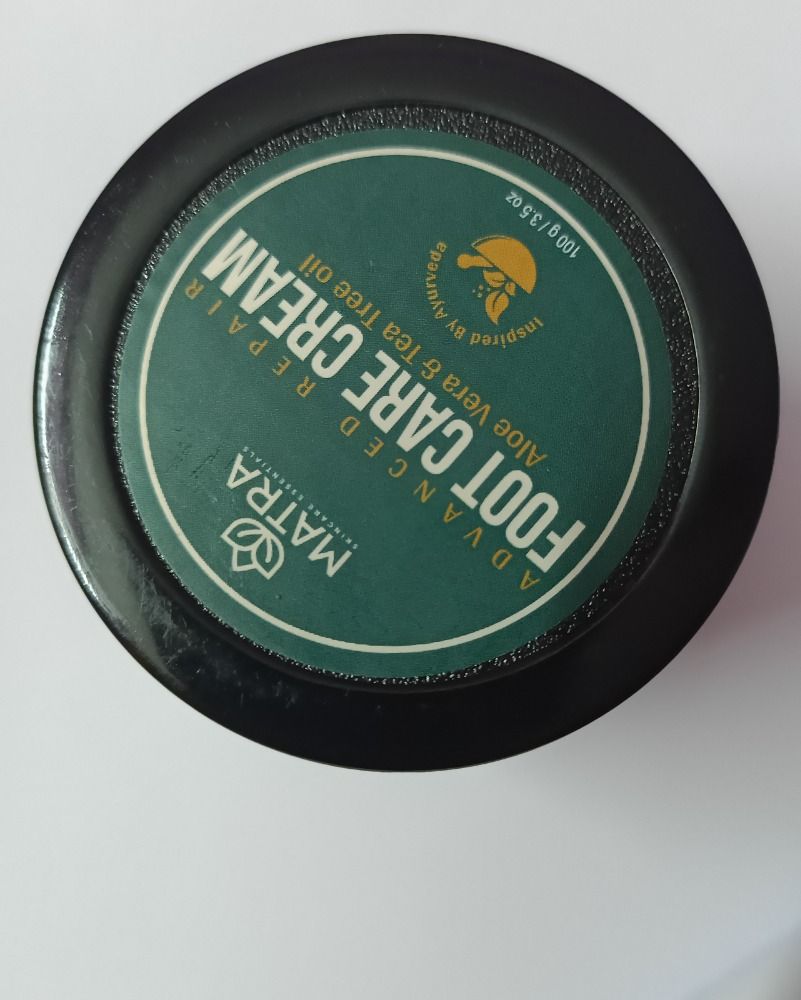 MATRA
SKINCARE ESSENTIALS
ADVANCED REPAIR
FOOT CARE CREAM
Aloe Vera & Tea Tree oil
Inspired By Ayurveda
100 g / 3.5 oz